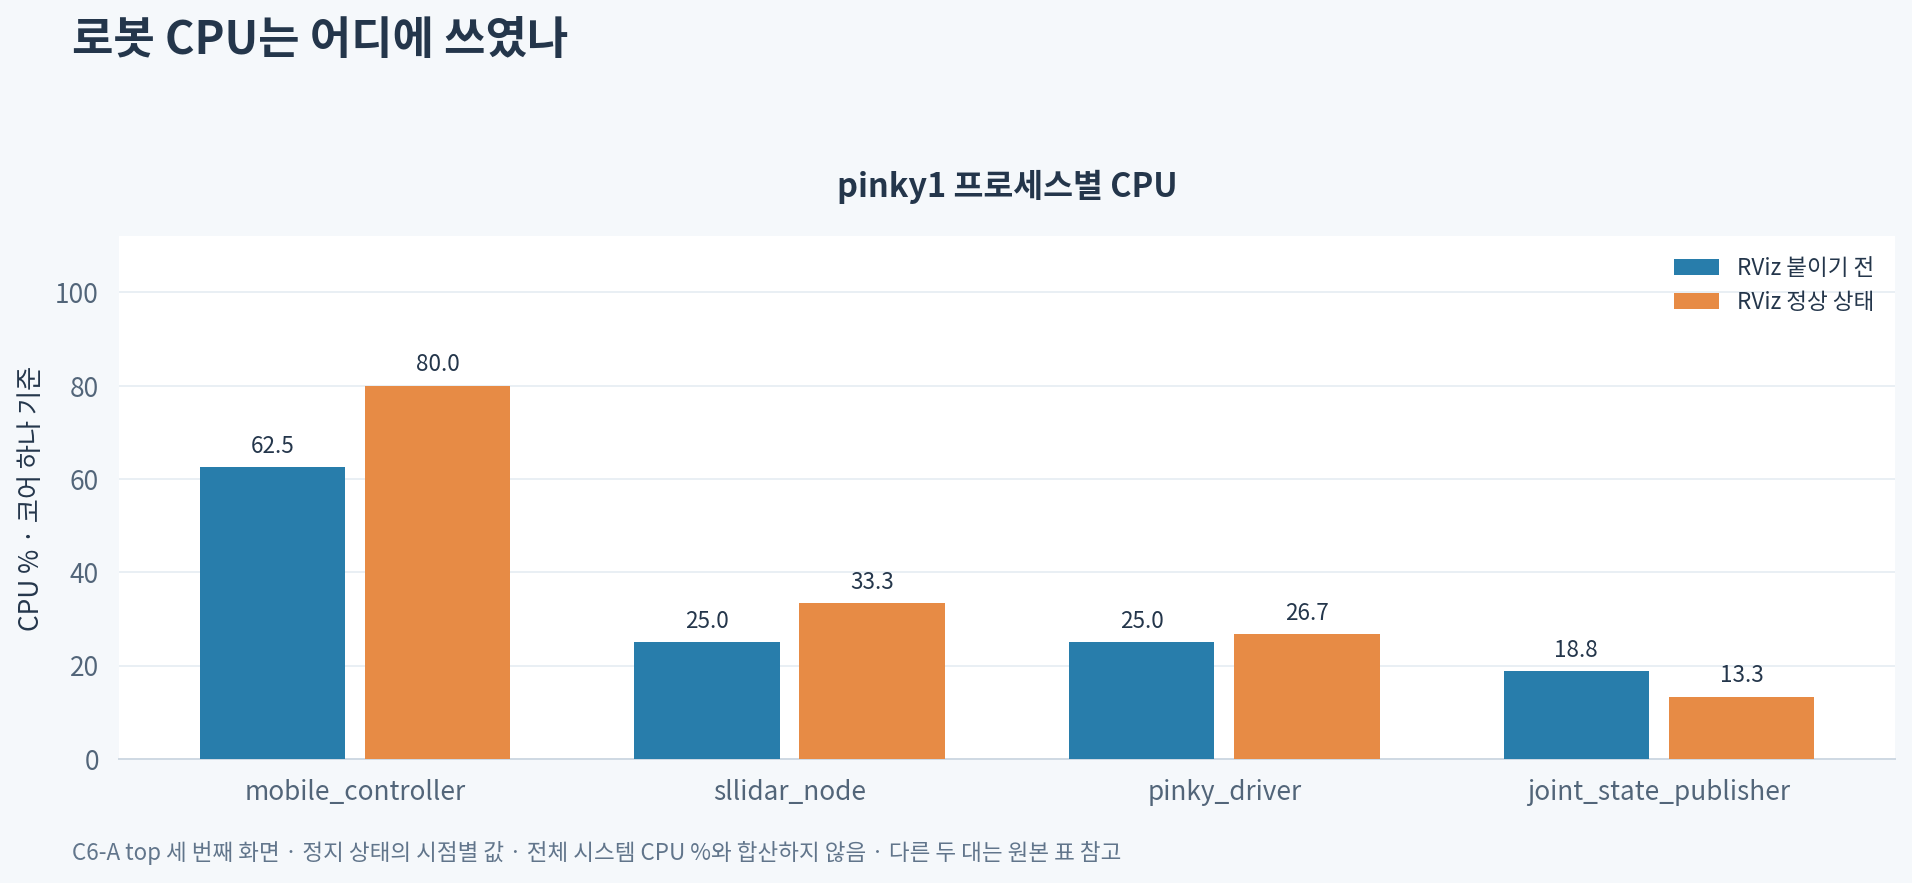 로봇 CPU는 어디에 쓰였나
pinky1 프로세스별 CPU
RViz 붙이기 전
RViz 정상 상태
CPU % · 코어 하나 기준
100
80
60
40
20
0
62.5
80.0
25.0
33.3
25.0
26.7
18.8
13.3
mobile_controller
sllidar_node
pinky_driver
joint_state_publisher
C6-A top 세 번째 화면 · 정지 상태의 시점별 값 · 전체 시스템 CPU %와 합산하지 않음 · 다른 두 대는 원본 표 참고